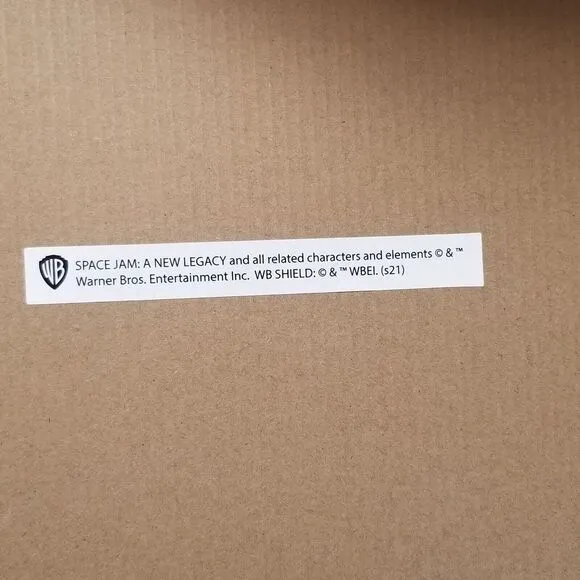 WB SPACE JAM: A NEW LEGACY and all related characters and elements © & ™
Warner Bros. Entertainment Inc. WB SHIELD: © & ™ WBEI. (s21)